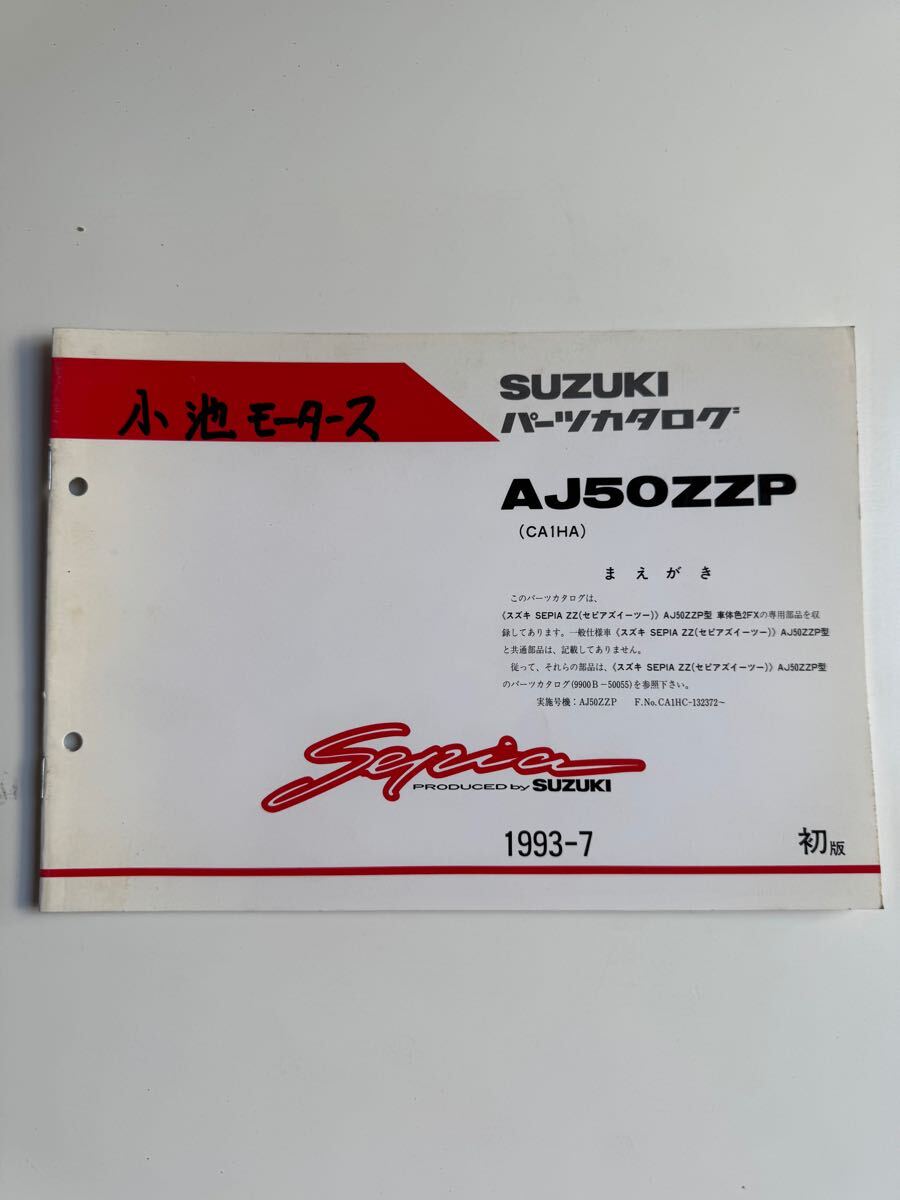 小池モータース
SUZUKI
パーツカタログ
AJ50ZZP
(CA1HA)
まえがき
このパーツカタログは、
《スズキ SEPIA ZZ(セピアズイーツー)》AJ50ZZP型 車体色2FXの専用部品を収
録してあります。一般仕様車《スズキ SEPIA ZZ(セピアズイーツー)》AJ50ZZP型
と共通部品は、記載してありません。
従って、それらの部品は、《スズキ SEPIA ZZ(セピアズイーツー)》AJ50ZZP型
のパーツカタログ(9900B-50055)を参照下さい。
実施号機：AJ50ZZP F.No.CA1HC-132372～
Sepia
PRODUCED by SUZUKI
1993-7
初版